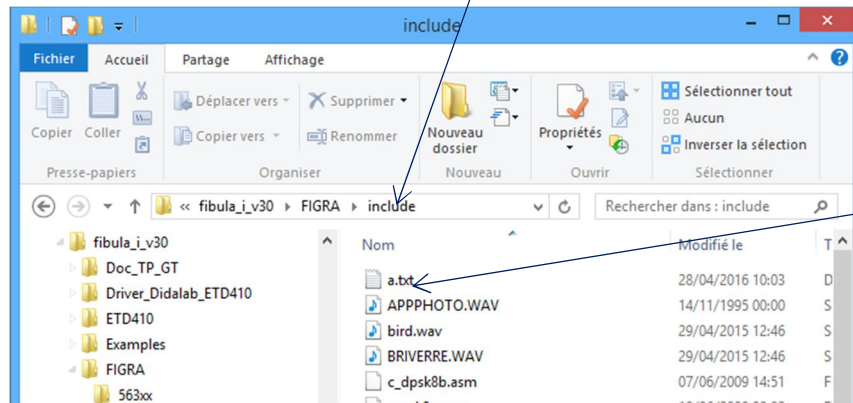 include
Fichier Accueil Partage Affichage
Copier Coller Déplacer vers Supprimer Nouveau dossier Propriétés Sélectionner tout
Copier vers Renommer Aucun
Inverser la sélection
Presse-papiers Organiser Nouveau Ouvrir Sélectionner
« fibula_i_v30 FIGRA include Rechercher dans : include
fibula_i_v30 Nom Modifié le T
Doc_TP_GT a.txt 28/04/2016 10:03 D
Driver_Didalab_ETD410 APPPHOTO.WAV 14/11/1995 00:00 S
ETD410 bird.wav 29/04/2015 12:46 S
Examples BRIVERRE.WAV 29/04/2015 12:46 S
FIGRA c_dpsk8b.asm 07/06/2009 14:51 F
563xx